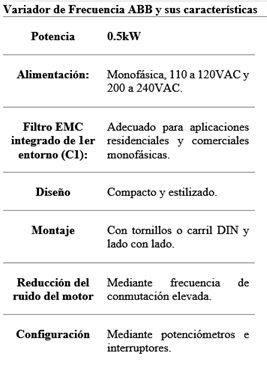 Variador de Frecuencia ABB y sus características
Potencia 0.5kW
Alimentación: Monofásica, 110 a 120VAC y
200 a 240VAC.
Filtro EMC Adecuado para aplicaciones
integrado de 1er residenciales y comerciales
entorno (C1): monofásicas.
Diseño Compacto y estilizado.
Montaje Con tornillos o carril DIN y
lado con lado.
Reducción del Mediante frecuencia de
ruido del motor conmutación elevada.
Configuración Mediante potenciómetros e
interruptores.